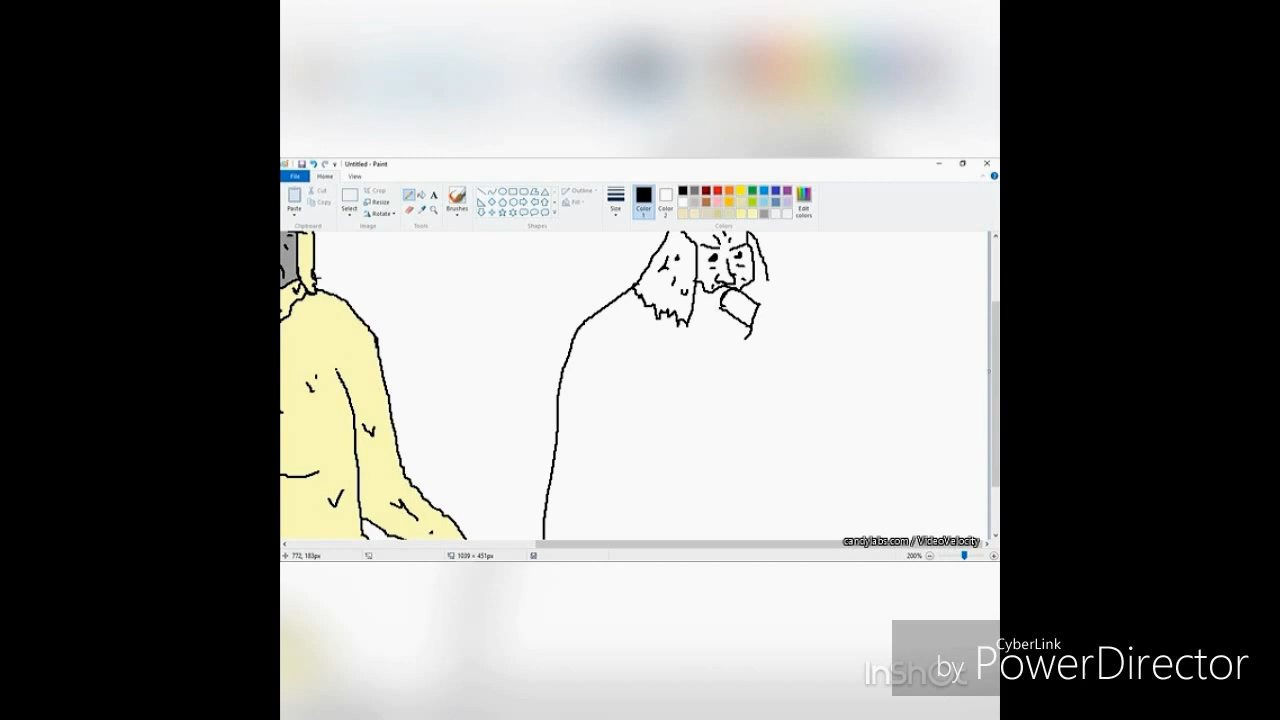 Untitled - Paint
File Home View
Paste Cut Copy Select Crop Resize Rotate Brushes Outline Fill Size Color 1 Color 2 Edit colors
Clipboard Image Tools Shapes Colors
candylabs.com / VideoVelocity
772, 183px 1039 × 451px 200%
CyberLink
InShOt by PowerDirector